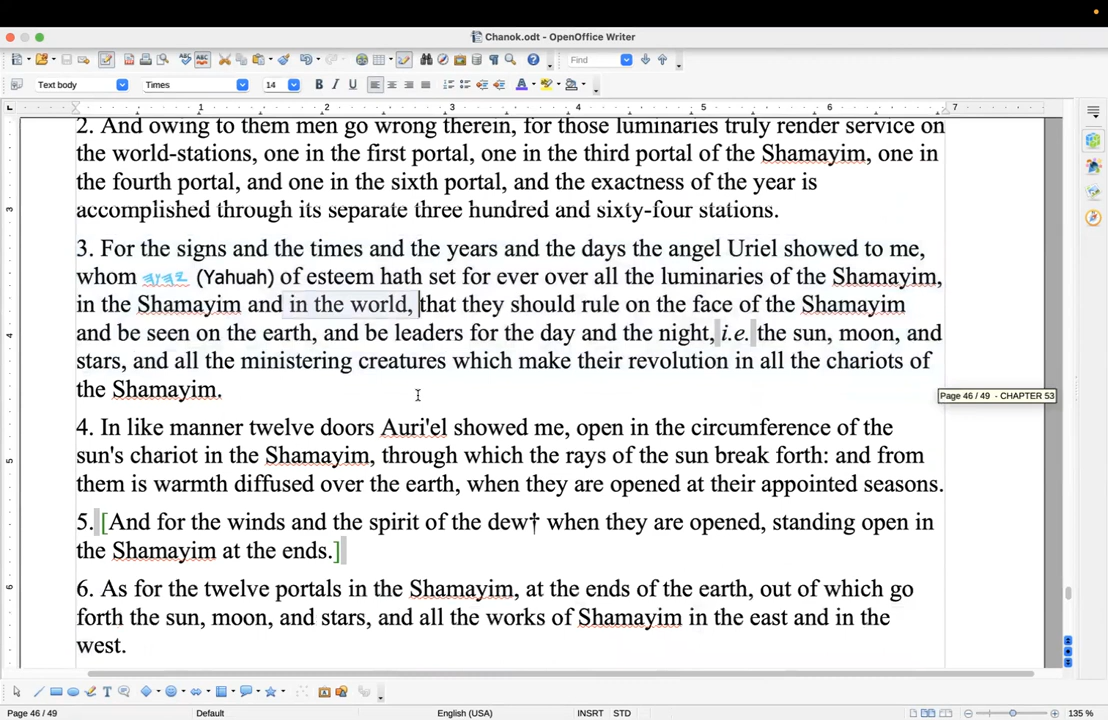 Chanok.odt - OpenOffice Writer
Find
Text body Times 14 B I U A
1 2 3 4 5 6 7
2. And owing to them men go wrong therein, for those luminaries truly render service on
the world-stations, one in the first portal, one in the third portal of the Shamayim, one in
the fourth portal, and one in the sixth portal, and the exactness of the year is
accomplished through its separate three hundred and sixty-four stations.
3. For the signs and the times and the years and the days the angel Uriel showed to me,
whom (Yahuah) of esteem hath set for ever over all the luminaries of the Shamayim,
in the Shamayim and in the world, that they should rule on the face of the Shamayim
and be seen on the earth, and be leaders for the day and the night, i.e. the sun, moon, and
stars, and all the ministering creatures which make their revolution in all the chariots of
the Shamayim.
Page 46 / 49 - CHAPTER 53
4. In like manner twelve doors Auri'el showed me, open in the circumference of the
sun's chariot in the Shamayim, through which the rays of the sun break forth: and from
them is warmth diffused over the earth, when they are opened at their appointed seasons.
5. [And for the winds and the spirit of the dew† when they are opened, standing open in
the Shamayim at the ends.]
6. As for the twelve portals in the Shamayim, at the ends of the earth, out of which go
forth the sun, moon, and stars, and all the works of Shamayim in the east and in the
west.
Page 46 / 49 Default English (USA) INSRT STD 135 %